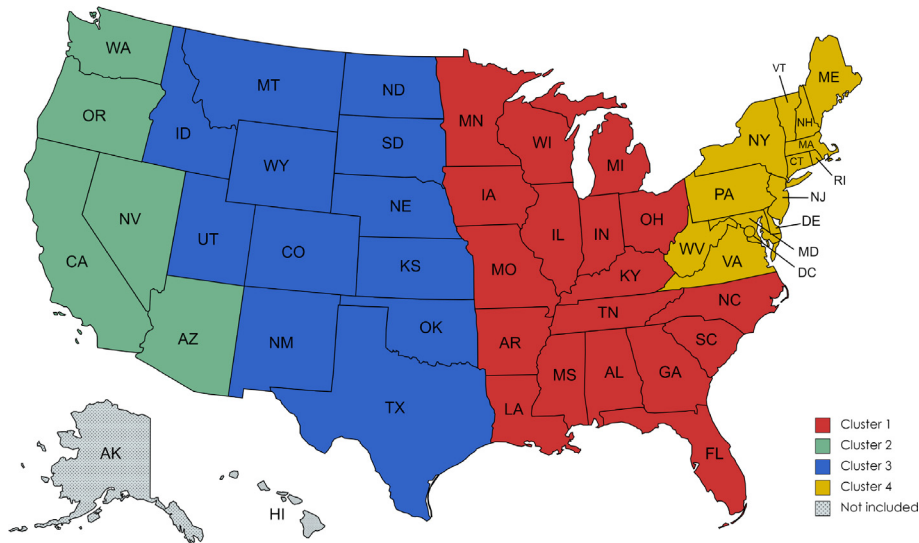 WA
MT
ND
OR
ID
WY
SD
MN
WI
MI
VT
ME
NH
NY
MA
CT
RI
NV
UT
CO
NE
IA
IL
IN
OH
PA
NJ
DE
MD
DC
CA
KS
MO
KY
WV
VA
AZ
NM
OK
AR
TN
NC
SC
TX
LA
MS
AL
GA
FL
AK
HI
Cluster 1
Cluster 2
Cluster 3
Cluster 4
Not included